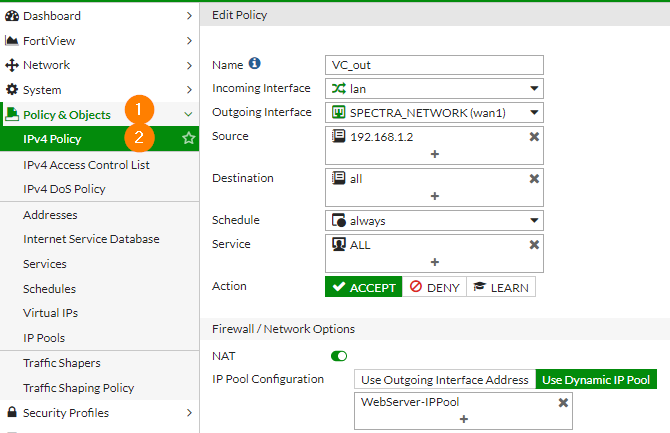 Dashboard
FortiView
Network
System
Policy & Objects 1
IPv4 Policy 2
IPv4 Access Control List
IPv4 DoS Policy
Addresses
Internet Service Database
Services
Schedules
Virtual IPs
IP Pools
Traffic Shapers
Traffic Shaping Policy
Security Profiles
Edit Policy
Name VC_out
Incoming Interface lan
Outgoing Interface SPECTRA_NETWORK (wan1)
Source 192.168.1.2
+
Destination all
+
Schedule always
Service ALL
+
Action ACCEPT DENY LEARN
Firewall / Network Options
NAT
IP Pool Configuration Use Outgoing Interface Address Use Dynamic IP Pool
WebServer-IPPool
+